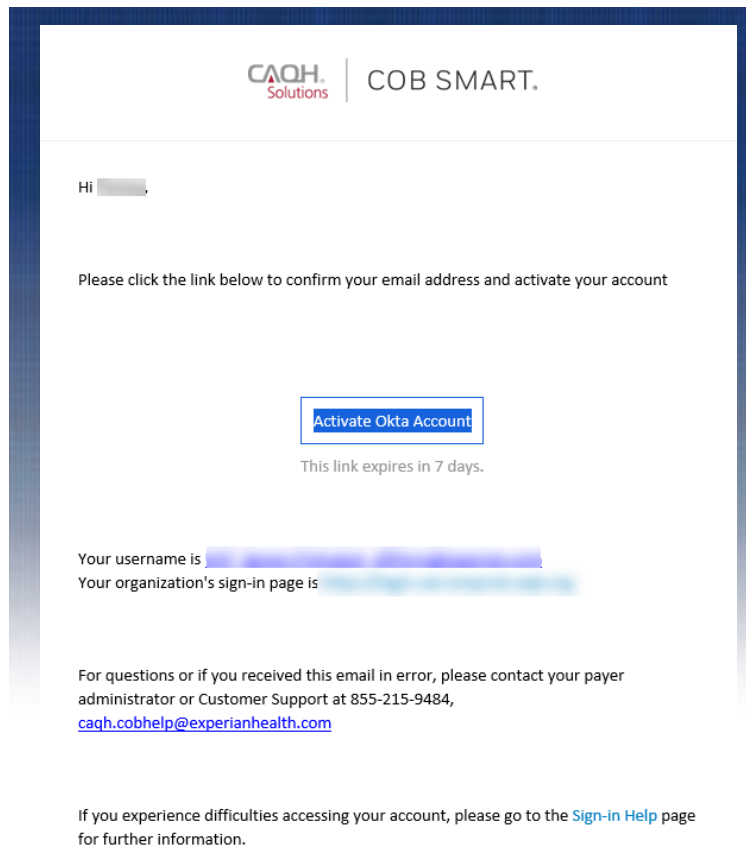 CAQH.
Solutions
COB SMART.
Hi ,
Please click the link below to confirm your email address and activate your account
Activate Okta Account
This link expires in 7 days.
Your username is
Your organization's sign-in page is
For questions or if you received this email in error, please contact your payer
administrator or Customer Support at 855-215-9484,
caqh.cobhelp@experianhealth.com
If you experience difficulties accessing your account, please go to the Sign-in Help page
for further information.